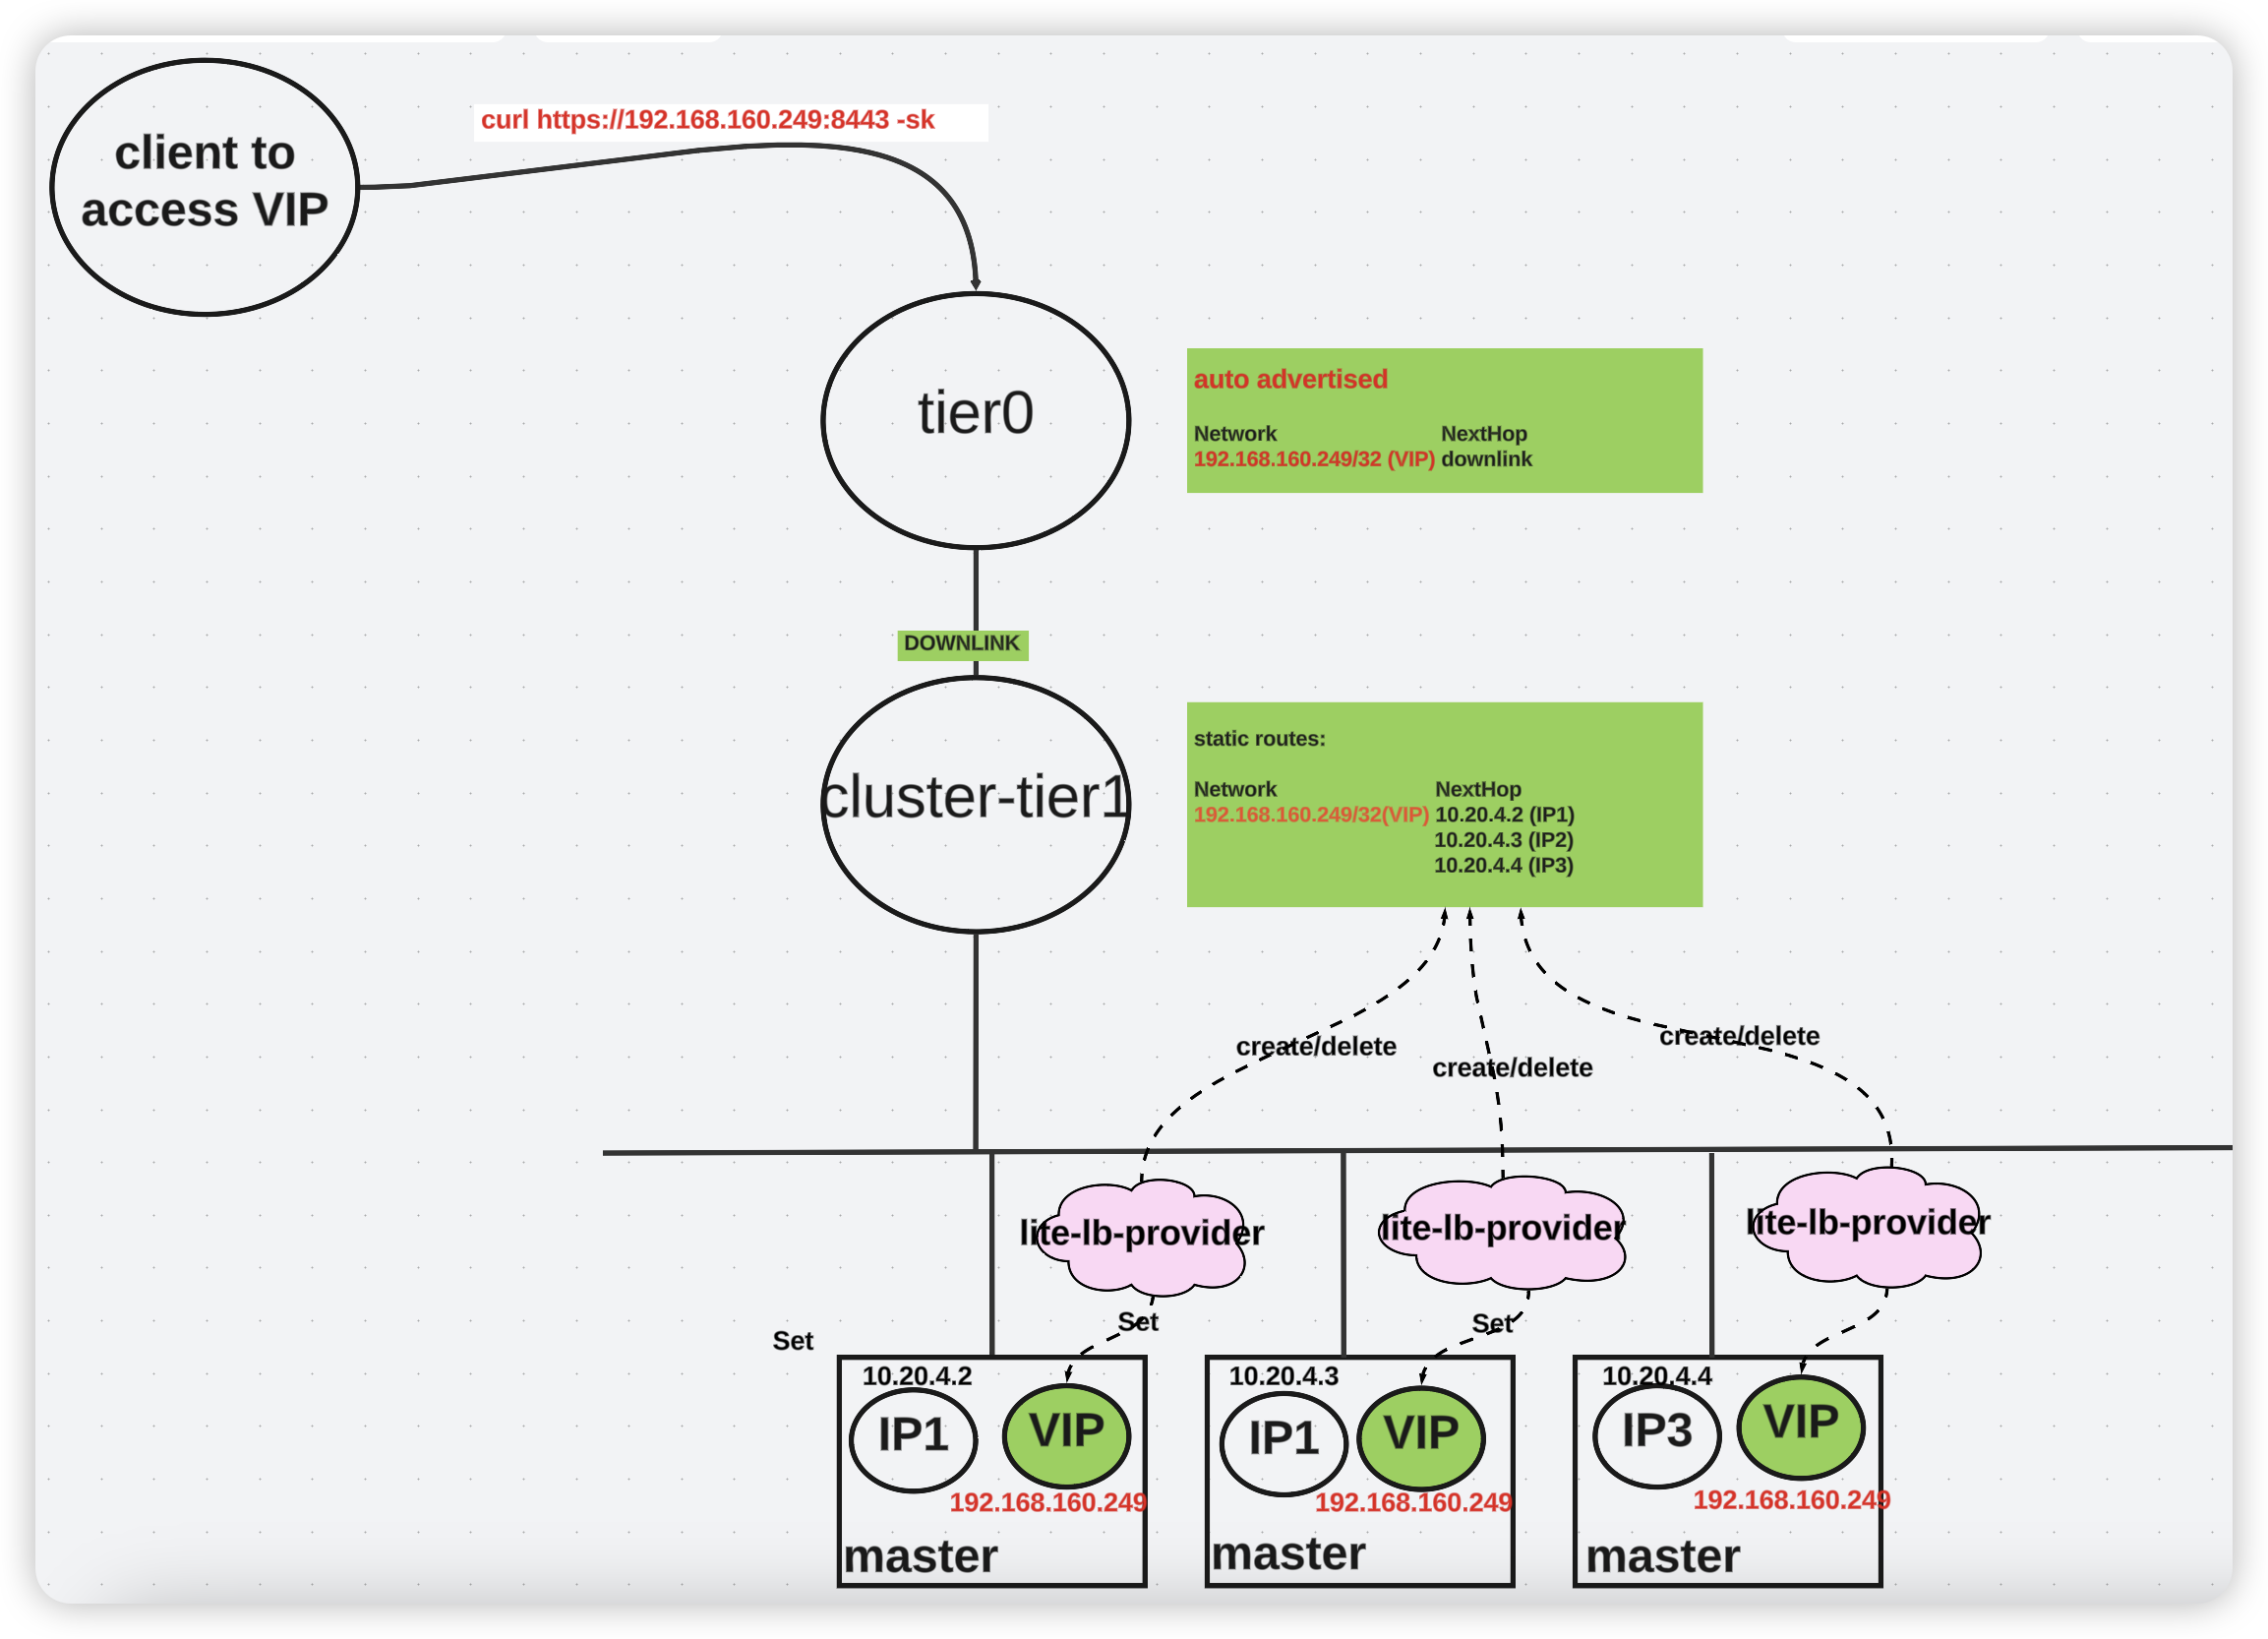 client to
access VIP
curl https://192.168.160.249:8443 -sk
tier0
auto advertised
Network NextHop
192.168.160.249/32 (VIP) downlink
DOWNLINK
cluster-tier1
static routes:
Network NextHop
192.168.160.249/32(VIP) 10.20.4.2 (IP1)
10.20.4.3 (IP2)
10.20.4.4 (IP3)
create/delete
create/delete
create/delete
lite-lb-provider
lite-lb-provider
lite-lb-provider
Set
Set
Set
10.20.4.2
IP1
VIP
192.168.160.249
master
10.20.4.3
IP1
VIP
192.168.160.249
master
10.20.4.4
IP3
VIP
192.168.160.249
master